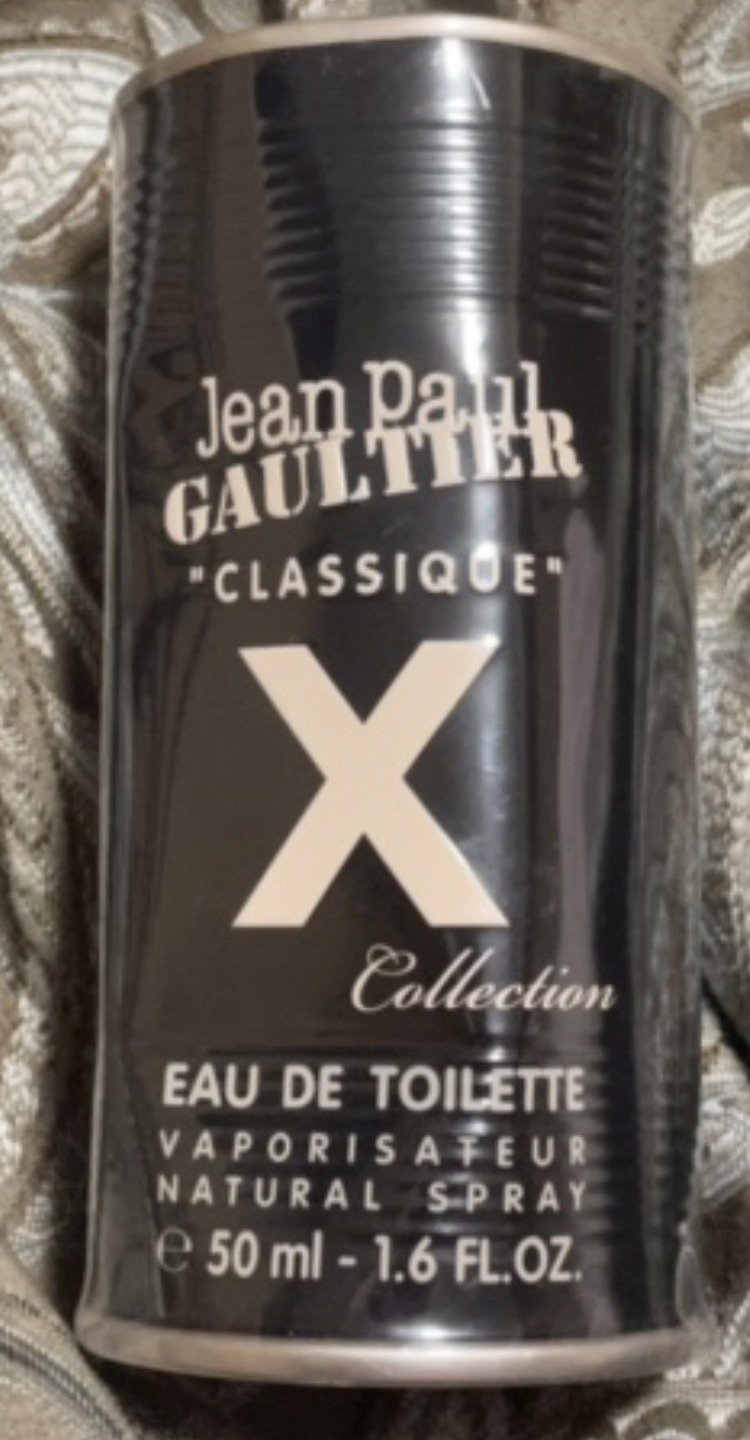 Jean Paul
GAULTIER
"CLASSIQUE"
X
Collection
EAU DE TOILETTE
VAPORISATEUR
NATURAL SPRAY
℮ 50 ml - 1.6 FL.OZ.